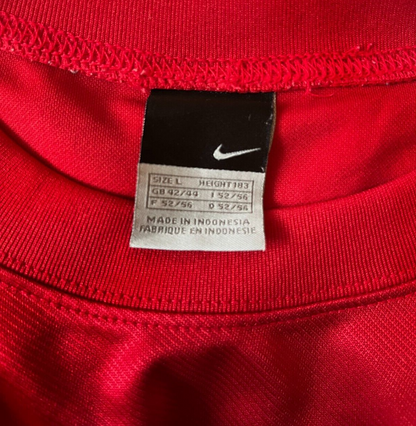 SIZE L HEIGHT 183
GB 42/44 I 52/56
F 52/56 D 52/56
MADE IN INDONESIA
FABRIQUE EN INDONESIE